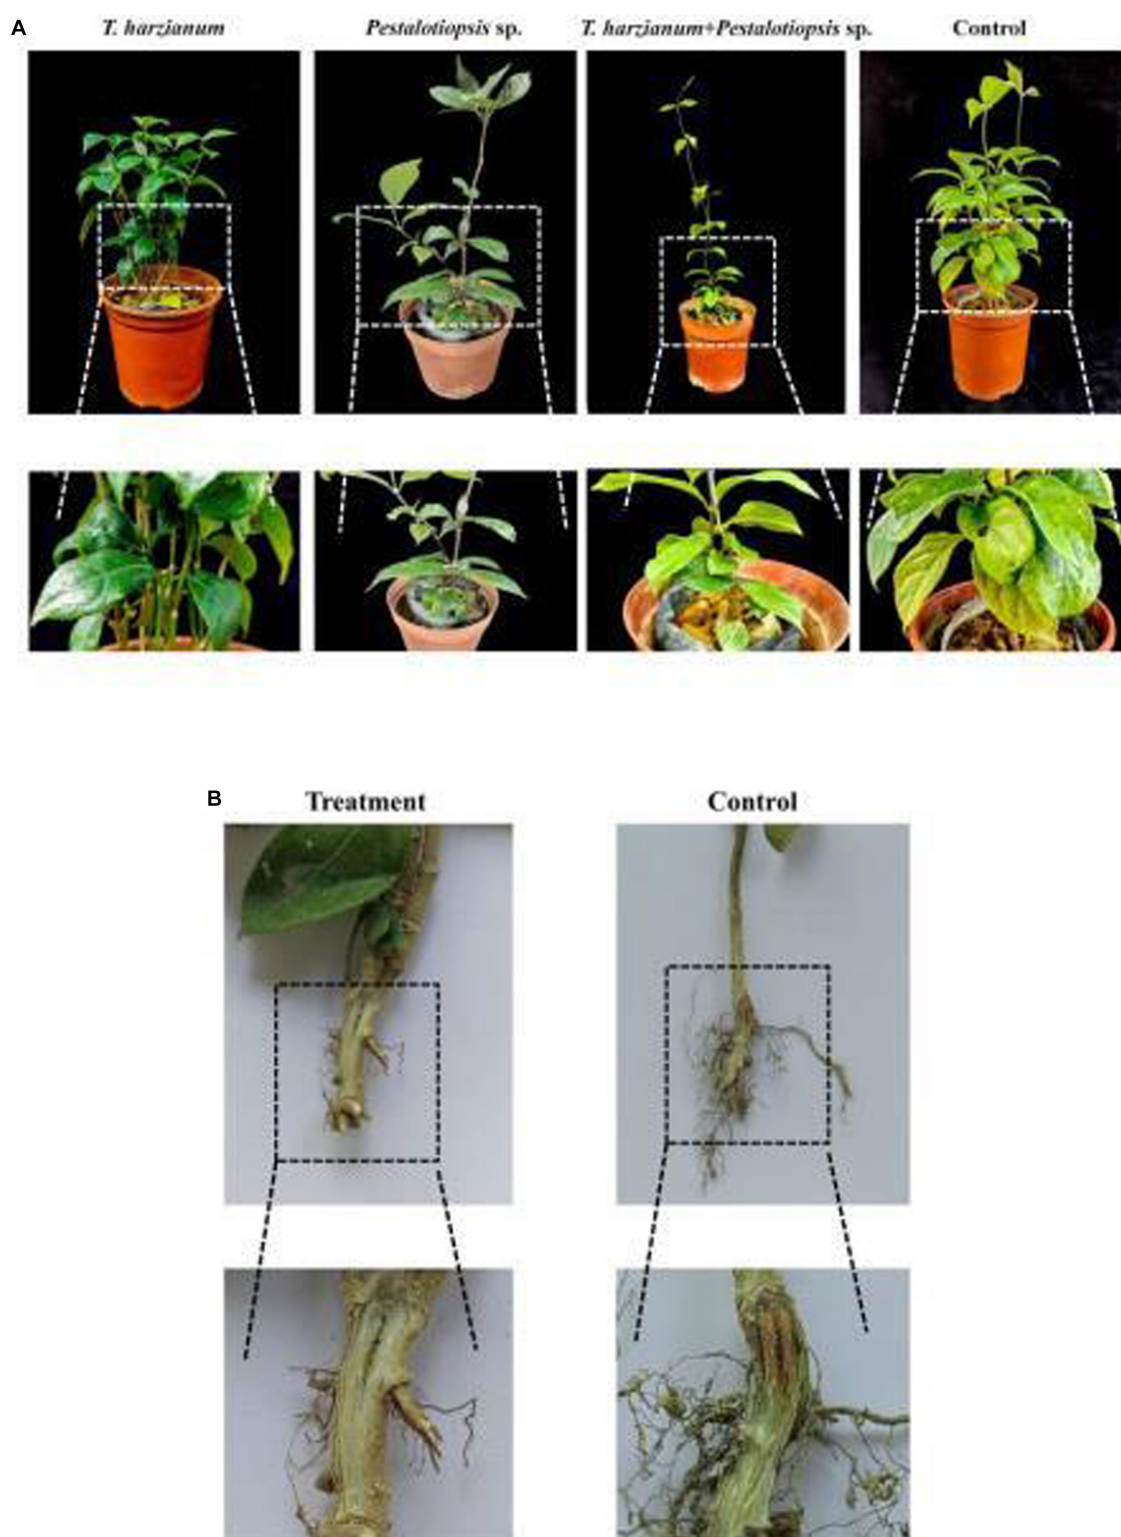 A
T. harzianum
Pestalotiopsis sp.
T. harzianum+Pestalotiopsis sp.
Control
B
Treatment
Control